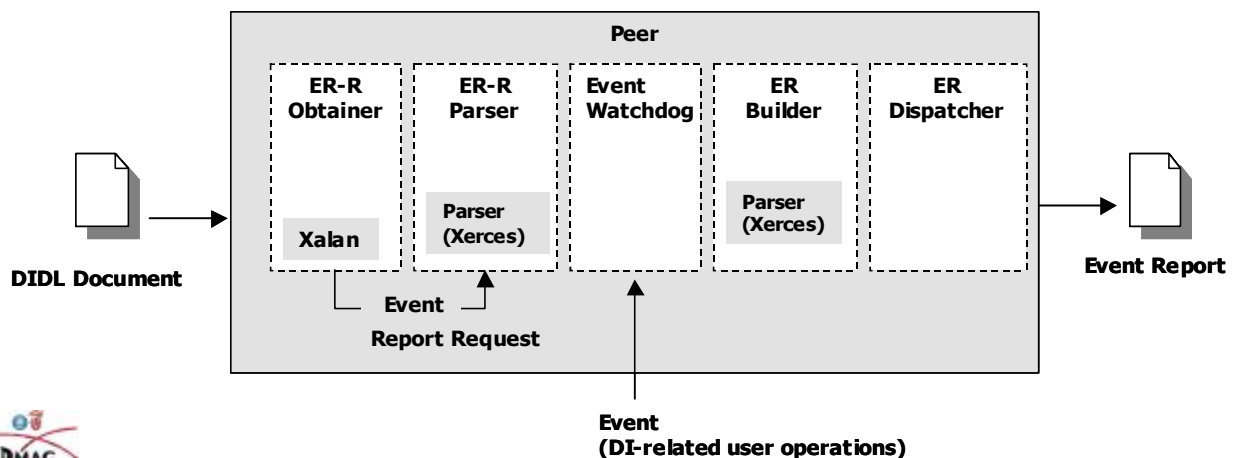 Peer
ER-R
Obtainer
ER-R
Parser
Event
Watchdog
ER
Builder
ER
Dispatcher
Xalan
Parser
(Xerces)
Parser
(Xerces)
DIDL Document
Event Report
Event
Report Request
Event
(DI-related user operations)
DMAG